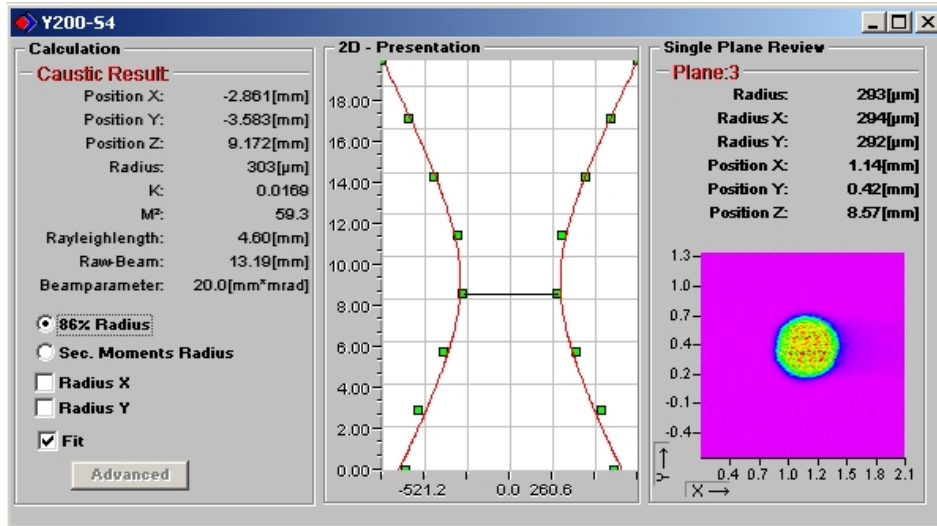 Y200-S4
Calculation
Caustic Result:
Position X: -2.861[mm]
Position Y: -3.583[mm]
Position Z: 9.172[mm]
Radius: 303[µm]
K: 0.0169
M²: 59.3
Rayleighlength: 4.60[mm]
Raw-Beam: 13.19[mm]
Beamparameter: 20.0[mm*mrad]
86% Radius
Sec. Moments Radius
Radius X
Radius Y
Fit
Advanced
2D - Presentation
18.00
16.00
14.00
12.00
10.00
8.00
6.00
4.00
2.00
0.00
-521.2 0.0 260.6
Single Plane Review
Plane:3
Radius: 293[µm]
Radius X: 294[µm]
Radius Y: 292[µm]
Position X: 1.14[mm]
Position Y: 0.42[mm]
Position Z: 8.57[mm]
1.3
1.0
0.7
0.4
0.2
-0.1
-0.4
Y
0.4 0.7 1.0 1.2 1.5 1.8 2.1
X